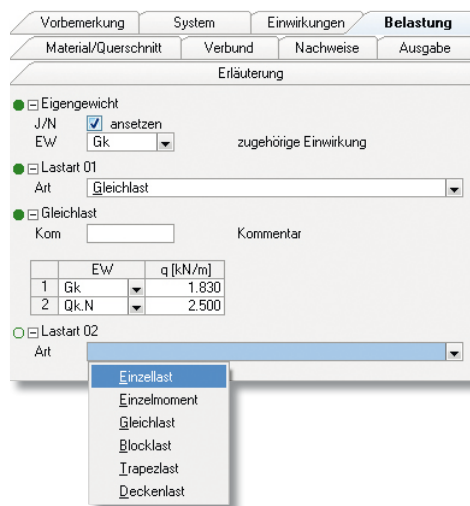 Vorbemerkung System Einwirkungen Belastung
Material/Querschnitt Verbund Nachweise Ausgabe
Erläuterung
Eigengewicht
J/N ansetzen
EW Gk zugehörige Einwirkung
Lastart 01
Art Gleichlast
Gleichlast
Kom Kommentar
EW q [kN/m]
1 Gk 1.830
2 Qk.N 2.500
Lastart 02
Art
Einzellast
Einzelmoment
Gleichlast
Blocklast
Trapezlast
Deckenlast